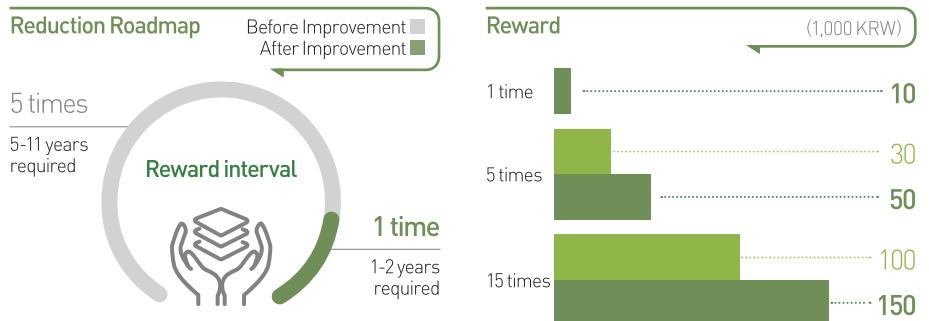 Reduction Roadmap
Before Improvement
After Improvement
5 times
5-11 years
required
Reward interval
1 time
1-2 years
required
Reward
(1,000 KRW)
1 time
10
30
5 times
50
100
15 times
150